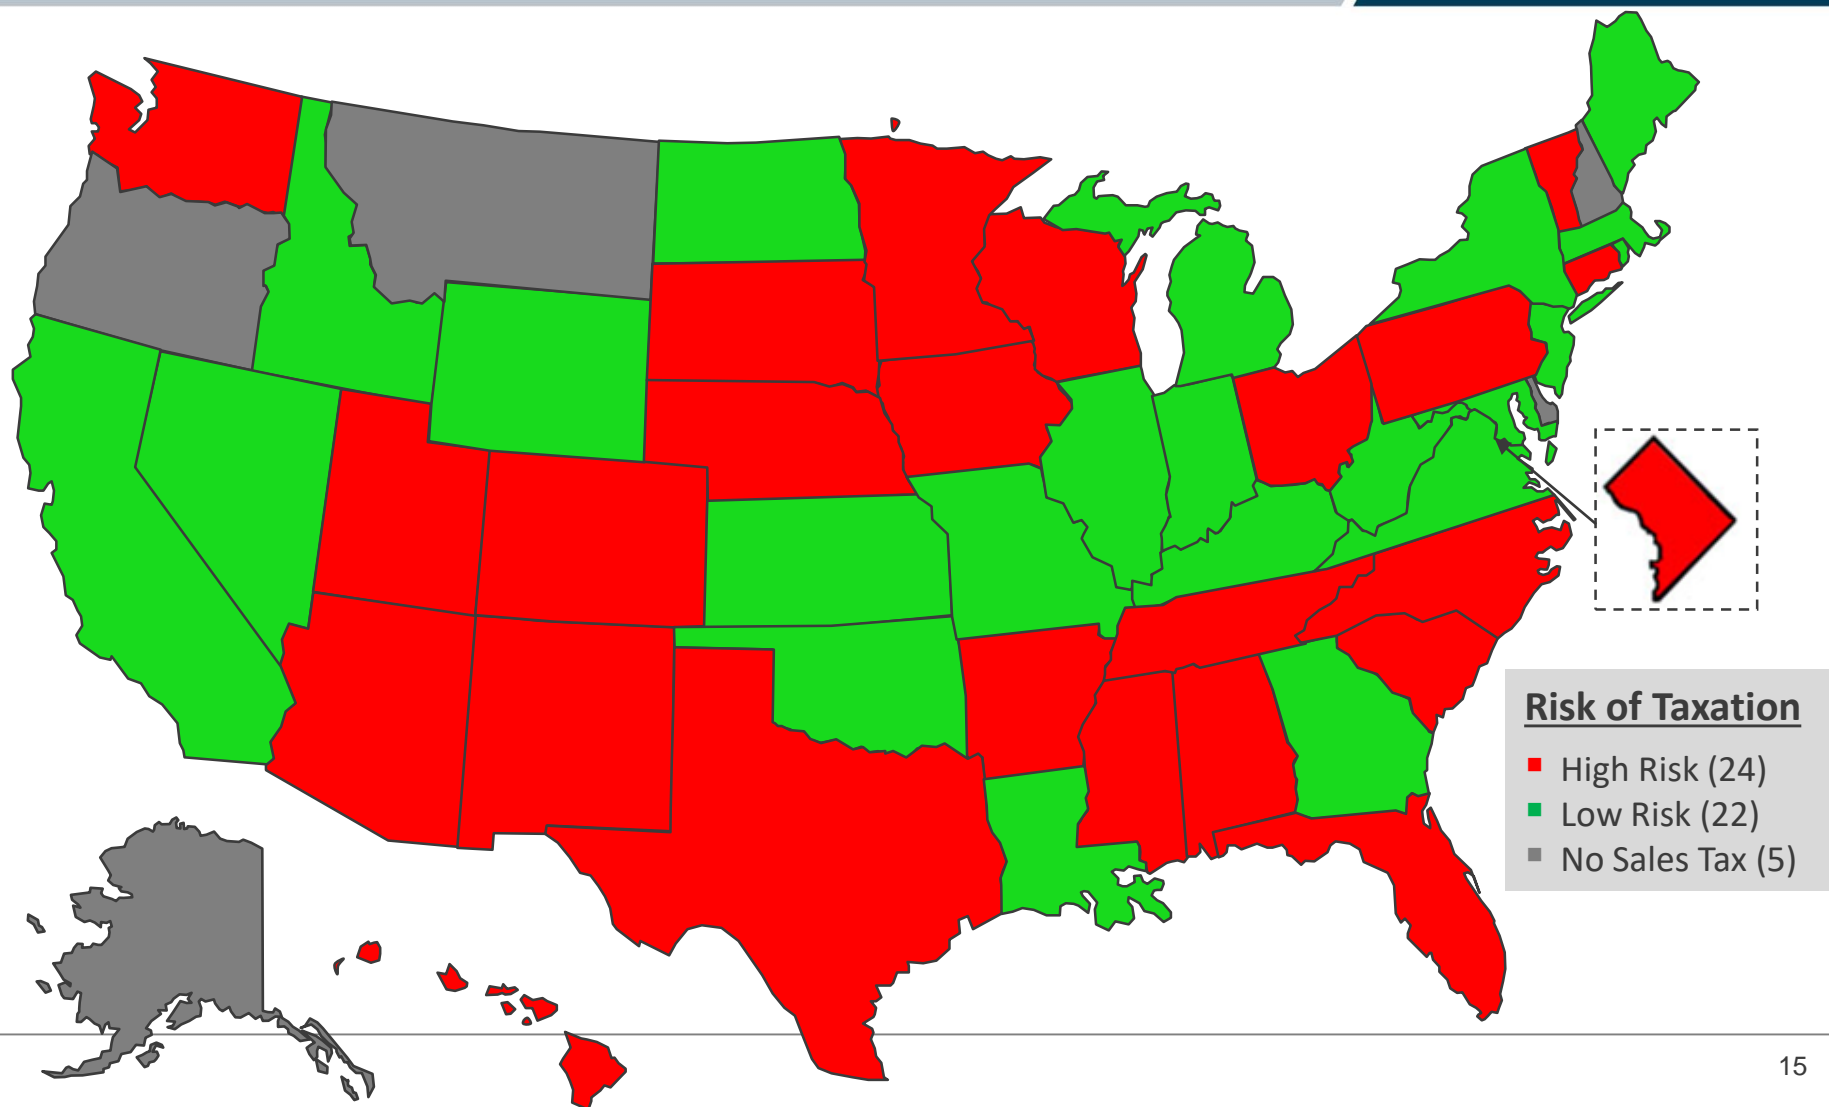 Risk of Taxation
High Risk (24)
Low Risk (22)
No Sales Tax (5)
15